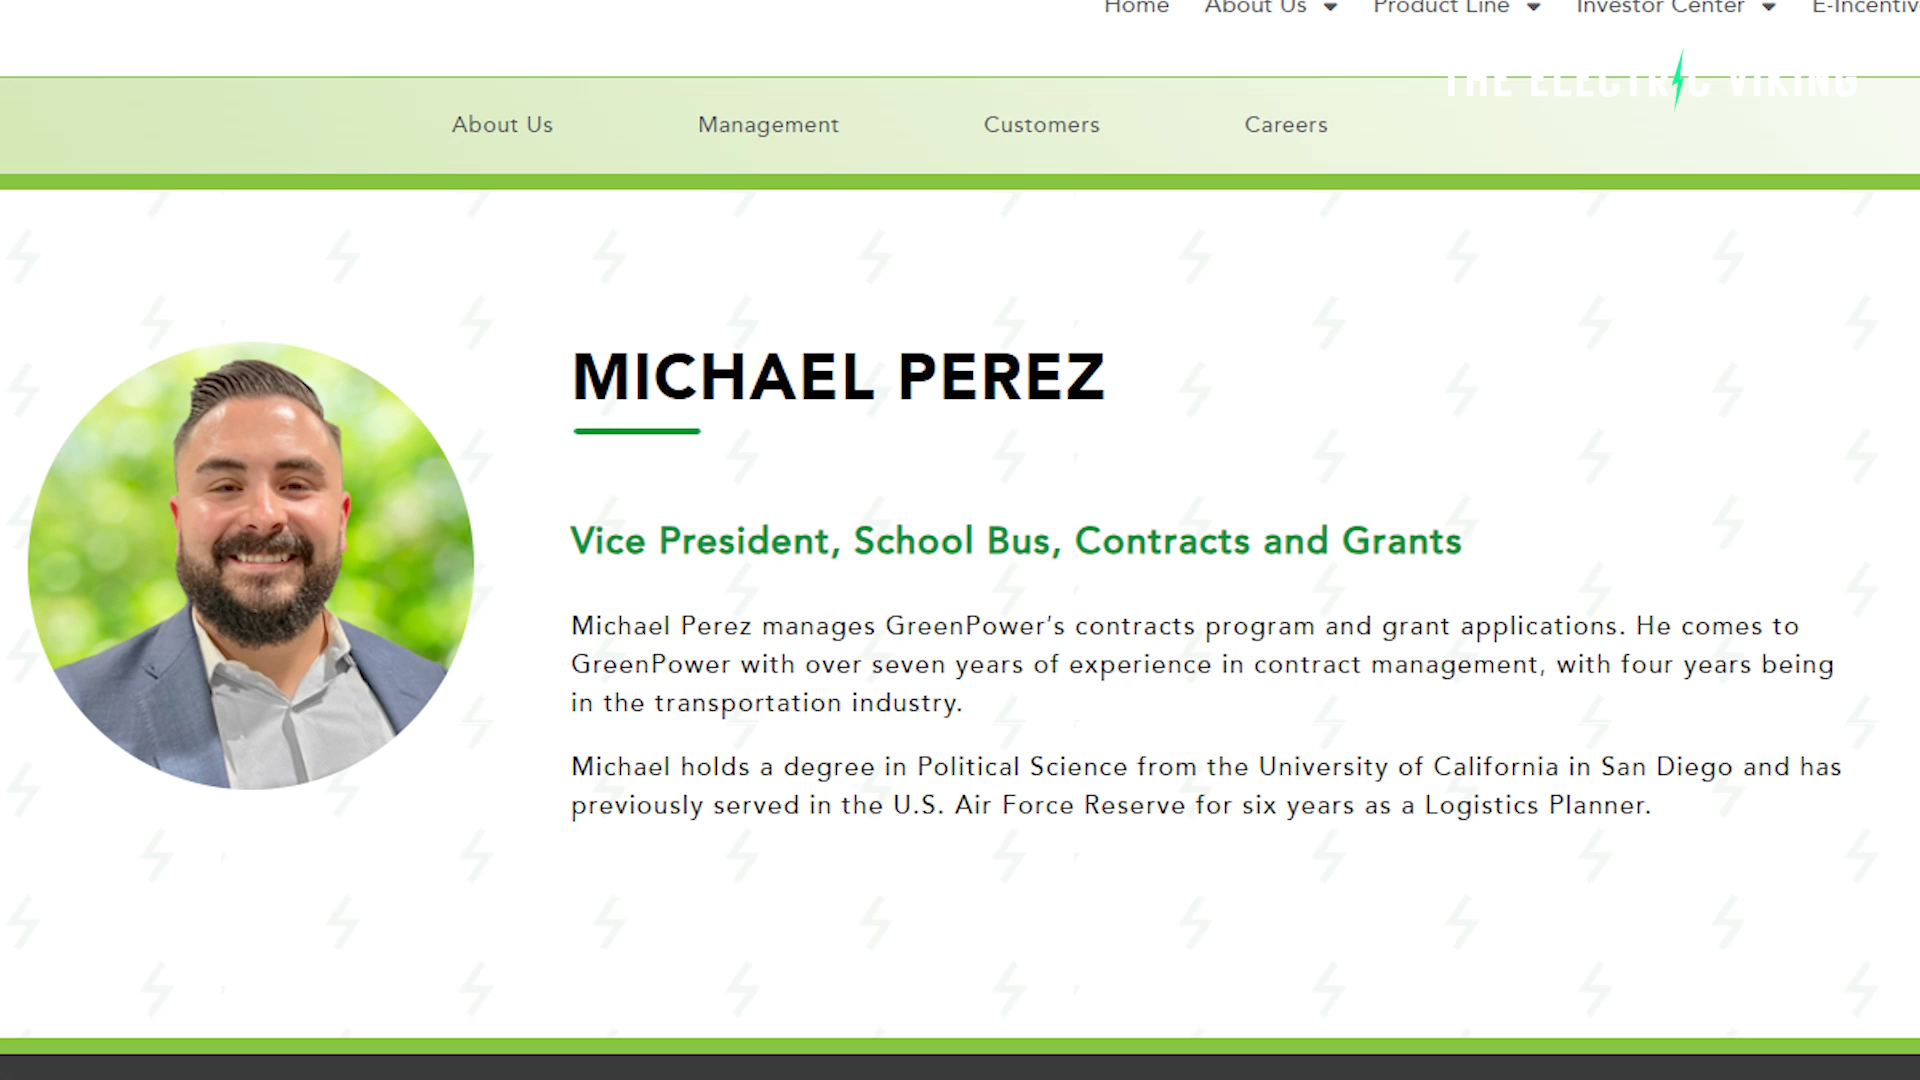 Home About Us Product Line Investor Center E-Incentiv
THE ELECTRIC VIKING
About Us Management Customers Careers
MICHAEL PEREZ
Vice President, School Bus, Contracts and Grants
Michael Perez manages GreenPower’s contracts program and grant applications. He comes to
GreenPower with over seven years of experience in contract management, with four years being
in the transportation industry.
Michael holds a degree in Political Science from the University of California in San Diego and has
previously served in the U.S. Air Force Reserve for six years as a Logistics Planner.